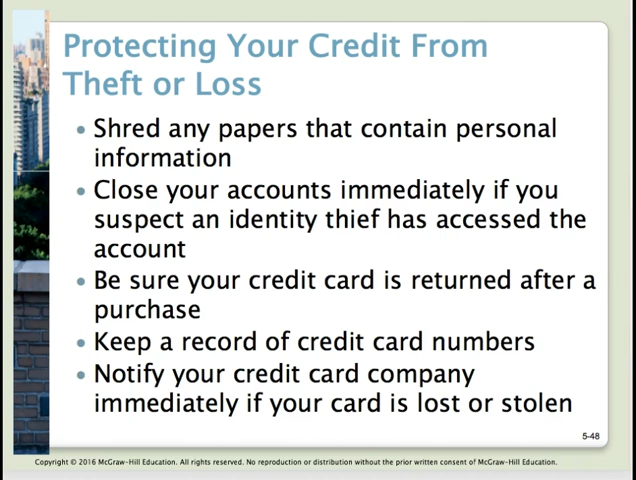 Protecting Your Credit From
Theft or Loss
• Shred any papers that contain personal
information
• Close your accounts immediately if you
suspect an identity thief has accessed the
account
• Be sure your credit card is returned after a
purchase
• Keep a record of credit card numbers
• Notify your credit card company
immediately if your card is lost or stolen
5-48
Copyright © 2016 McGraw-Hill Education. All rights reserved. No reproduction or distribution without the prior written consent of McGraw-Hill Education.